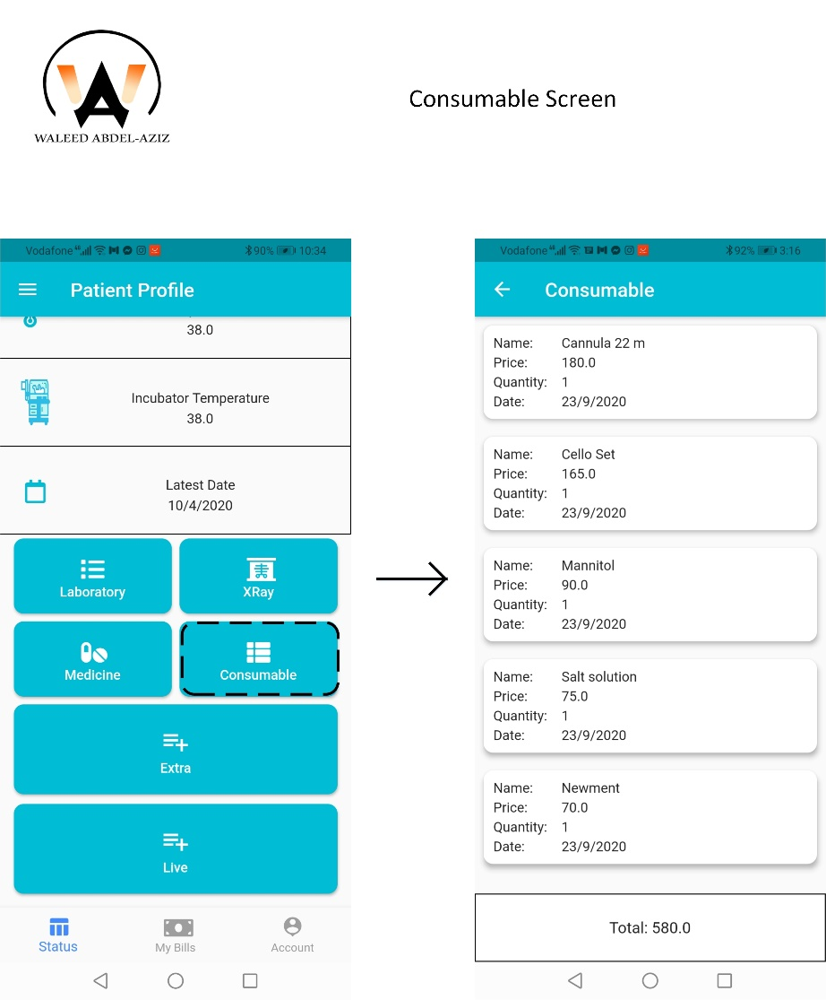 WALEED ABDEL-AZIZ
Consumable Screen
Vodafone 4G 90% 10:34
Patient Profile
38.0
Incubator Temperature
38.0
Latest Date
10/4/2020
Laboratory
XRay
Medicine
Consumable
Extra
Live
Status
My Bills
Account
Vodafone 4G 92% 3:16
Consumable
Name: Cannula 22 m
Price: 180.0
Quantity: 1
Date: 23/9/2020
Name: Cello Set
Price: 165.0
Quantity: 1
Date: 23/9/2020
Name: Mannitol
Price: 90.0
Quantity: 1
Date: 23/9/2020
Name: Salt solution
Price: 75.0
Quantity: 1
Date: 23/9/2020
Name: Newment
Price: 70.0
Quantity: 1
Date: 23/9/2020
Total: 580.0